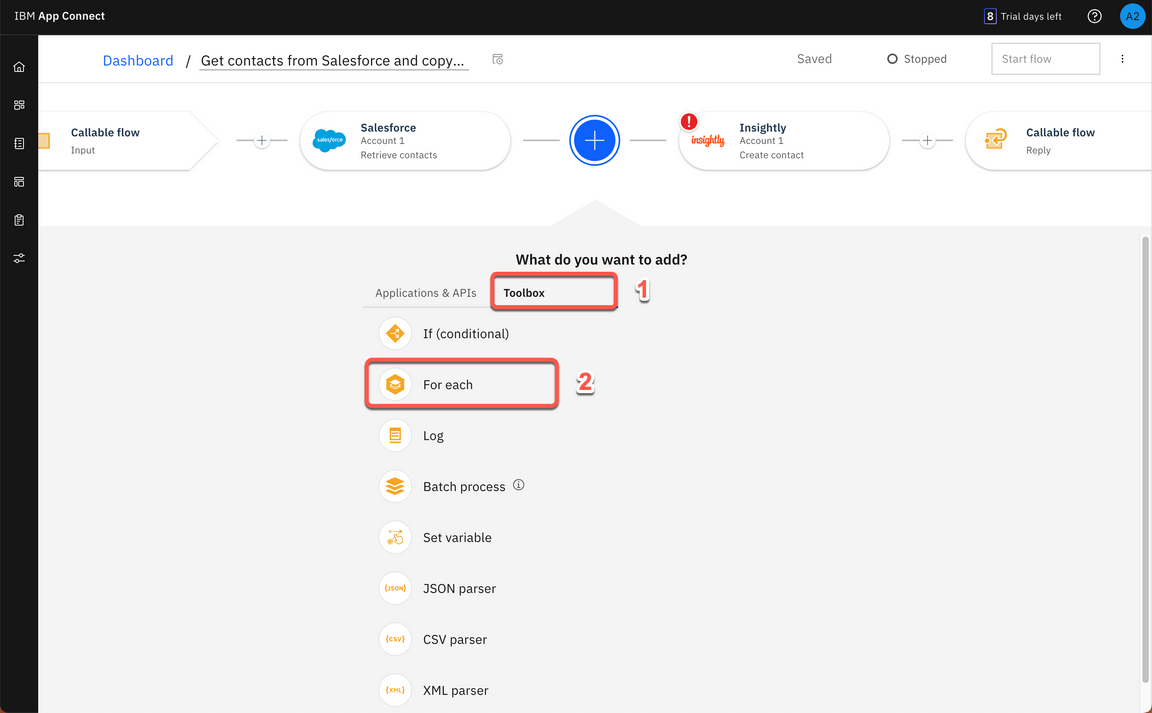 IBM App Connect
8 Trial days left
A2
Dashboard / Get contacts from Salesforce and copy...
Saved
Stopped
Start flow
Callable flow
Input
salesforce
Salesforce
Account 1
Retrieve contacts
!
insightly
Insightly
Account 1
Create contact
Callable flow
Reply
What do you want to add?
Applications & APIs
Toolbox
1
If (conditional)
For each
2
Log
Batch process
Set variable
{JSON}
JSON parser
{CSV}
CSV parser
{XML}
XML parser